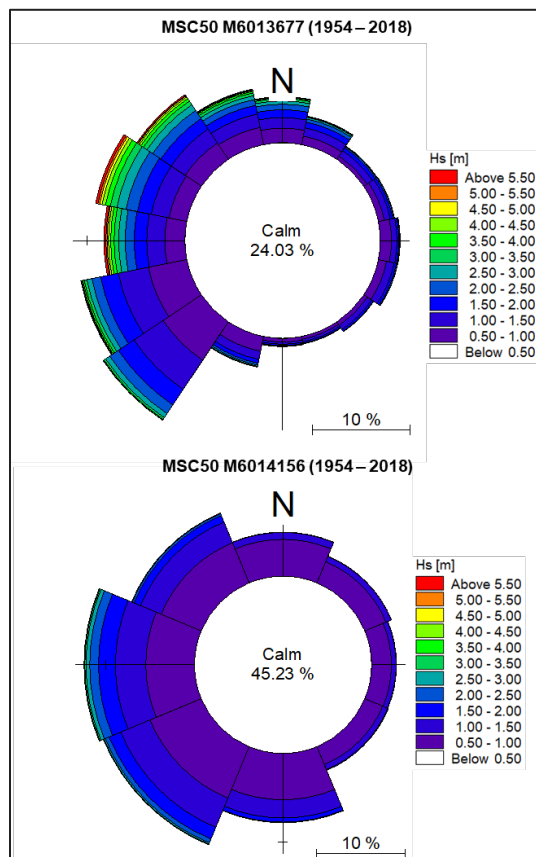 MSC50 M6013677 (1954 – 2018)
N
Calm
24.03 %
Hs [m]
Above 5.50
5.00 - 5.50
4.50 - 5.00
4.00 - 4.50
3.50 - 4.00
3.00 - 3.50
2.50 - 3.00
2.00 - 2.50
1.50 - 2.00
1.00 - 1.50
0.50 - 1.00
Below 0.50
10 %
MSC50 M6014156 (1954 – 2018)
N
Calm
45.23 %
Hs [m]
Above 5.50
5.00 - 5.50
4.50 - 5.00
4.00 - 4.50
3.50 - 4.00
3.00 - 3.50
2.50 - 3.00
2.00 - 2.50
1.50 - 2.00
1.00 - 1.50
0.50 - 1.00
Below 0.50
10 %